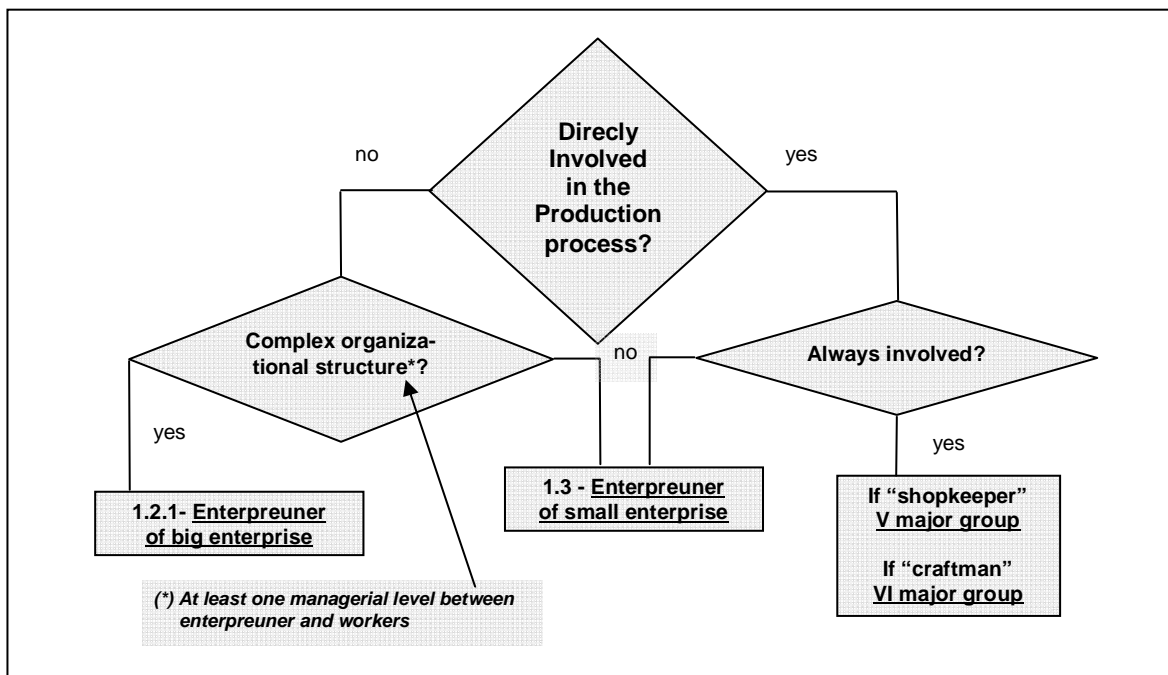 Direcly
Involved
in the
Production
process?
no
yes
Complex organiza-
tional structure*?
no
Always involved?
yes
yes
1.2.1- Enterpreuner
of big enterprise
1.3 - Enterpreuner
of small enterprise
If “shopkeeper”
V major group
If “craftman”
VI major group
(*) At least one managerial level between
enterpreuner and workers